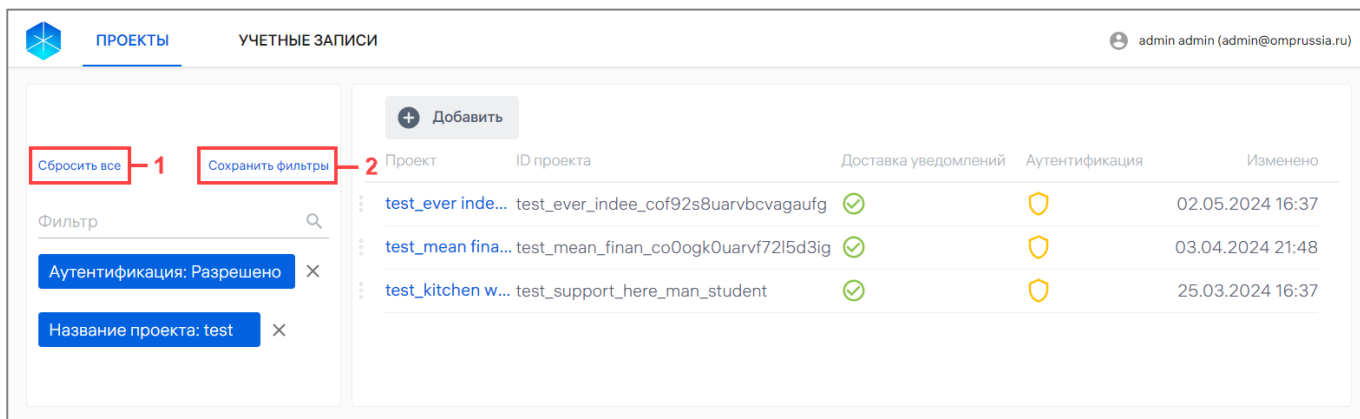 ПРОЕКТЫ УЧЕТНЫЕ ЗАПИСИ admin admin (admin@omprussia.ru)
Добавить
Сбросить все 1 Сохранить фильтры 2
Проект ID проекта Доставка уведомлений Аутентификация Изменено
test_ever inde... test_ever_indee_cof92s8uarvbcvagaufg 02.05.2024 16:37
Фильтр
test_mean fina... test_mean_finan_co0ogk0uarvf72l5d3ig 03.04.2024 21:48
Аутентификация: Разрешено
test_kitchen w... test_support_here_man_student 25.03.2024 16:37
Название проекта: test